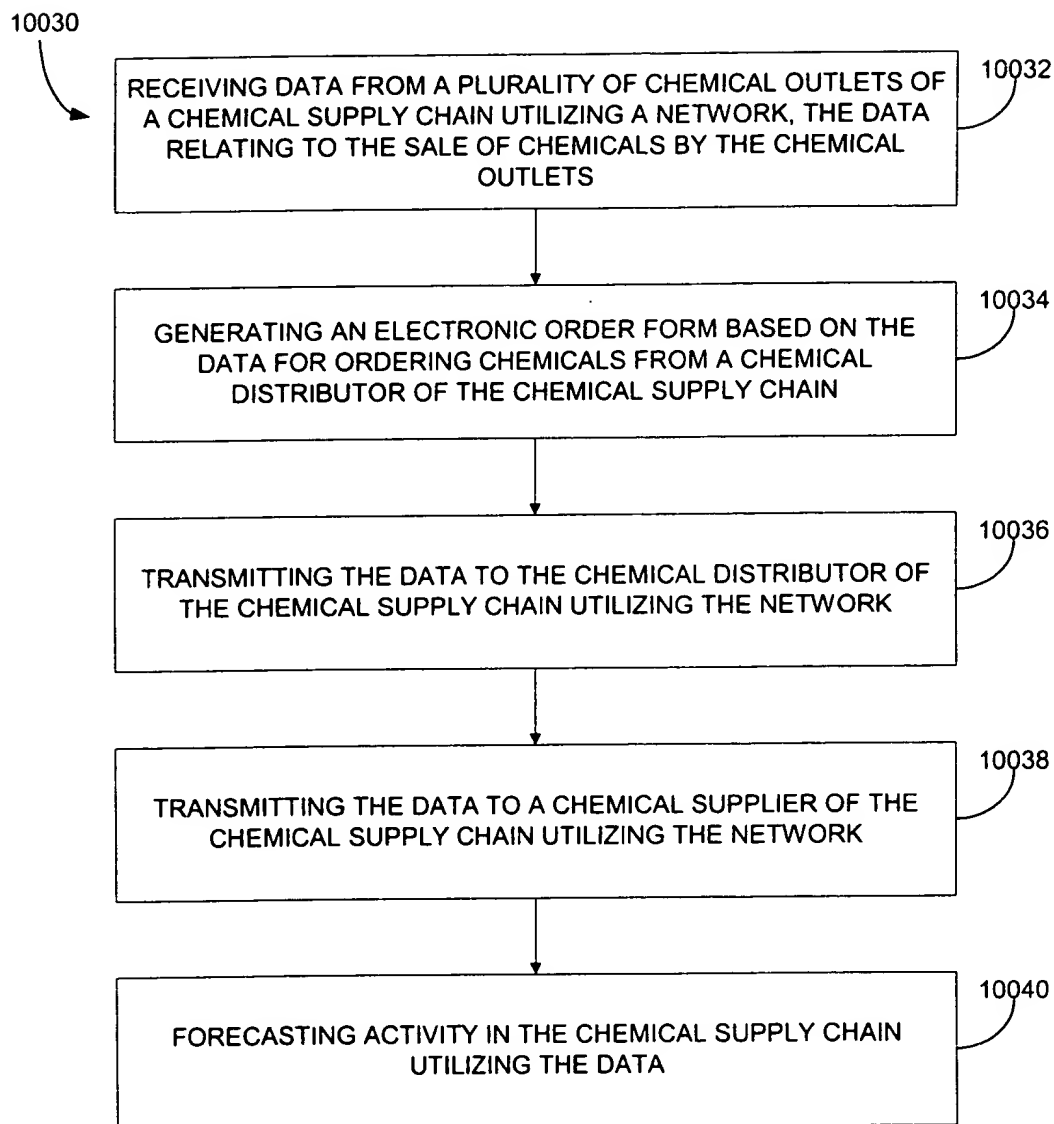 10030
RECEIVING DATA FROM A PLURALITY OF CHEMICAL OUTLETS OF
A CHEMICAL SUPPLY CHAIN UTILIZING A NETWORK, THE DATA
RELATING TO THE SALE OF CHEMICALS BY THE CHEMICAL
OUTLETS
10032
GENERATING AN ELECTRONIC ORDER FORM BASED ON THE
DATA FOR ORDERING CHEMICALS FROM A CHEMICAL
DISTRIBUTOR OF THE CHEMICAL SUPPLY CHAIN
10034
TRANSMITTING THE DATA TO THE CHEMICAL DISTRIBUTOR OF
THE CHEMICAL SUPPLY CHAIN UTILIZING THE NETWORK
10036
TRANSMITTING THE DATA TO A CHEMICAL SUPPLIER OF THE
CHEMICAL SUPPLY CHAIN UTILIZING THE NETWORK
10038
FORECASTING ACTIVITY IN THE CHEMICAL SUPPLY CHAIN
UTILIZING THE DATA
10040